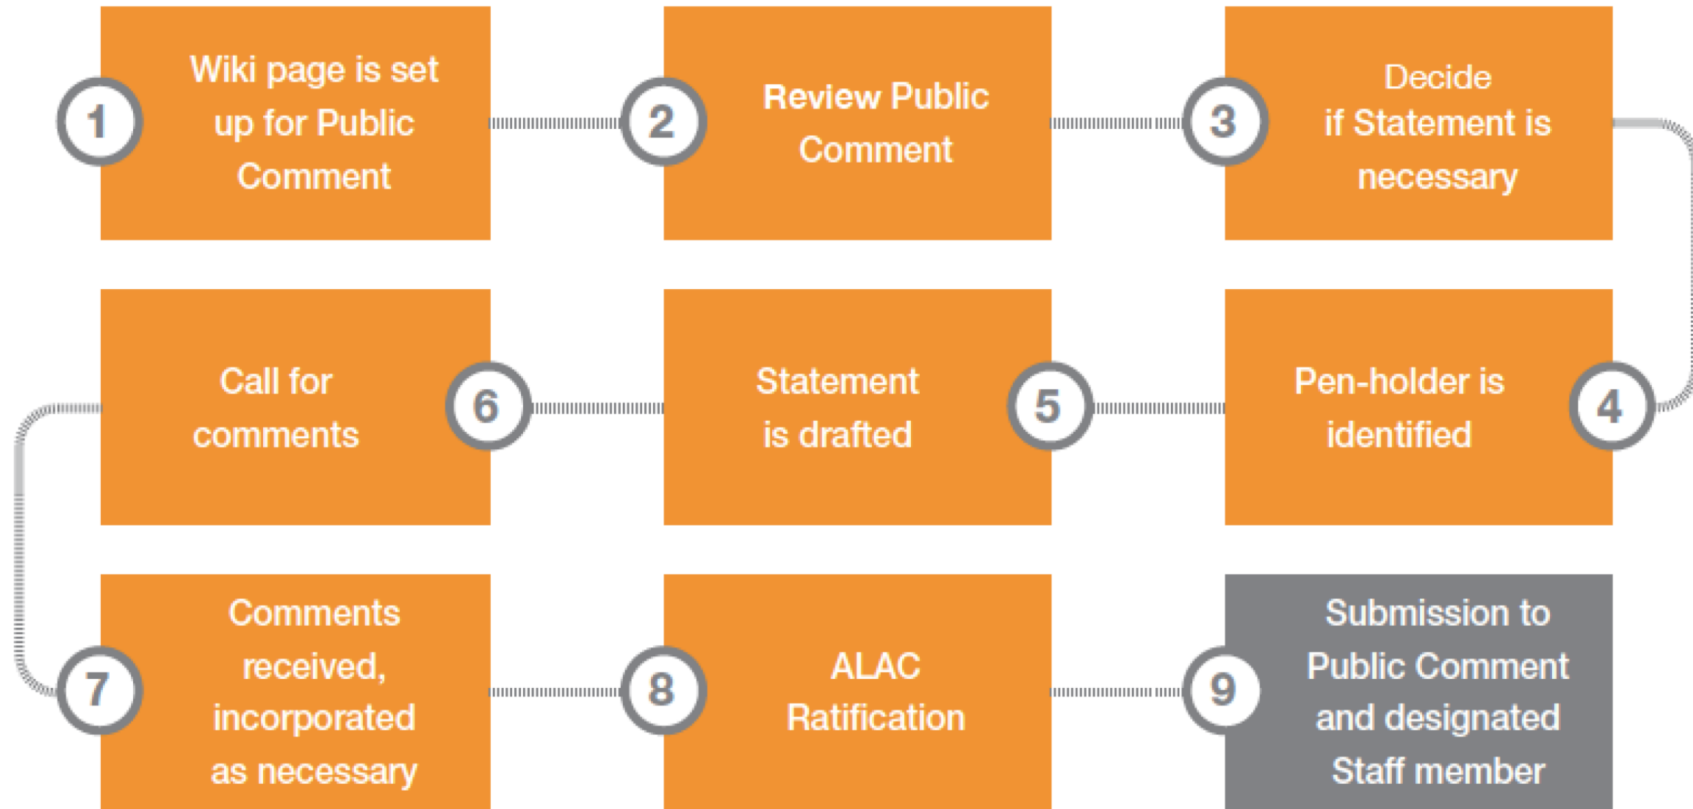 1
Wiki page is set
up for Public
Comment
2
Review Public
Comment
3
Decide
if Statement is
necessary
4
Pen-holder is
identified
5
Statement
is drafted
6
Call for
comments
7
Comments
received,
incorporated
as necessary
8
ALAC
Ratification
9
Submission to
Public Comment
and designated
Staff member